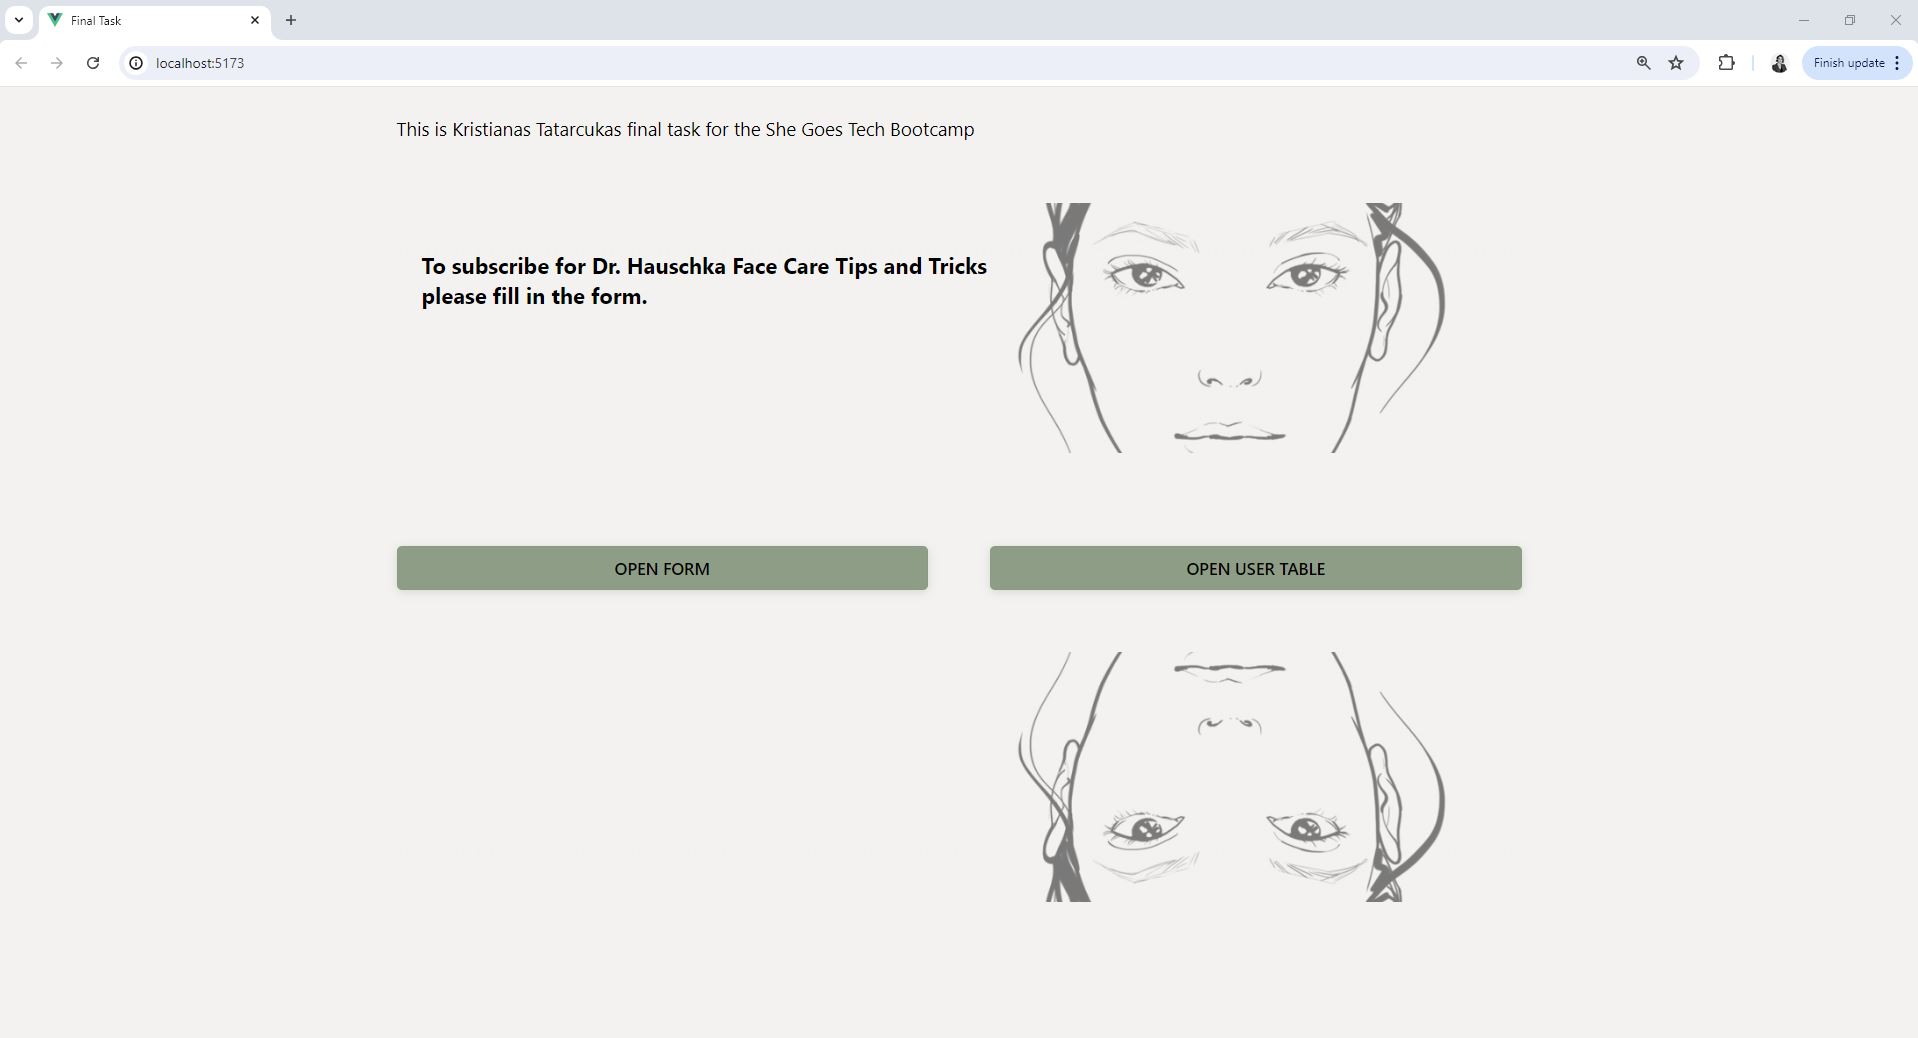 Final Task
localhost:5173
Finish update
This is Kristianas Tatarcukas final task for the She Goes Tech Bootcamp
To subscribe for Dr. Hauschka Face Care Tips and Tricks
please fill in the form.
OPEN FORM
OPEN USER TABLE